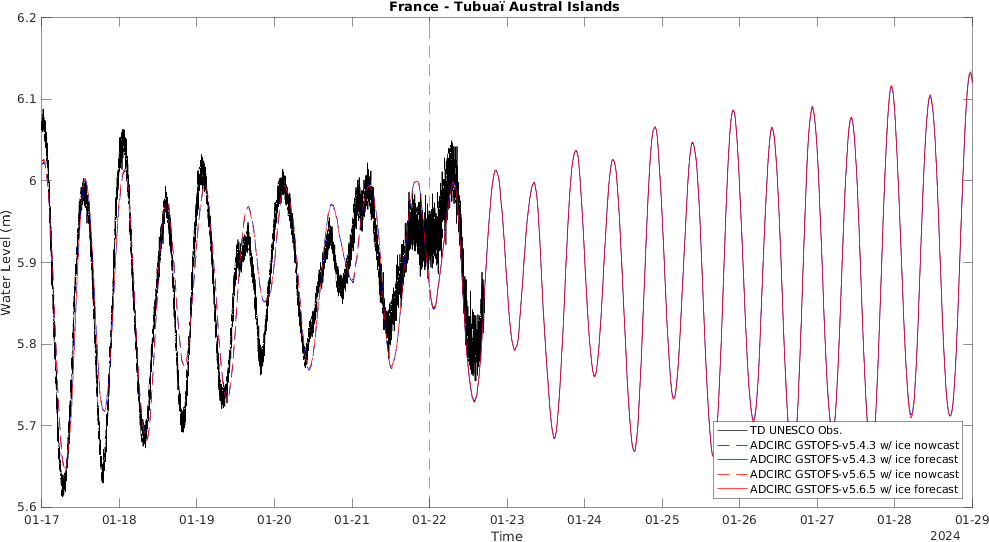 France - Tubuaï Austral Islands
Water Level (m)
6.2
6.1
6
5.9
5.8
5.7
5.6
01-17 01-18 01-19 01-20 01-21 01-22 01-23 01-24 01-25 01-26 01-27 01-28 01-29
Time
2024
TD UNESCO Obs.
ADCIRC GSTOFS-v5.4.3 w/ ice nowcast
ADCIRC GSTOFS-v5.4.3 w/ ice forecast
ADCIRC GSTOFS-v5.6.5 w/ ice nowcast
ADCIRC GSTOFS-v5.6.5 w/ ice forecast